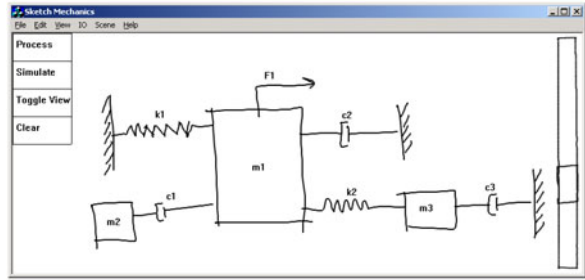 Sketch Mechanics
File Edit View IO Scene Help
Process
Simulate
Toggle View
Clear
F1
k1
c2
m1
k2
c1
c3
m2
m3